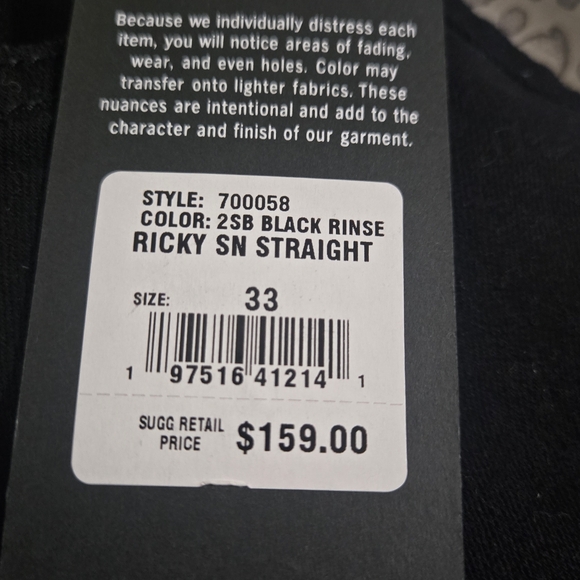 Because we individually distress each
item, you will notice areas of fading,
wear, and even holes. Color may
transfer onto lighter fabrics. These
nuances are intentional and add to the
character and finish of our garment.
STYLE: 700058
COLOR: 2SB BLACK RINSE
RICKY SN STRAIGHT
SIZE: 33
1 97516 41214 1
SUGG RETAIL
PRICE $159.00